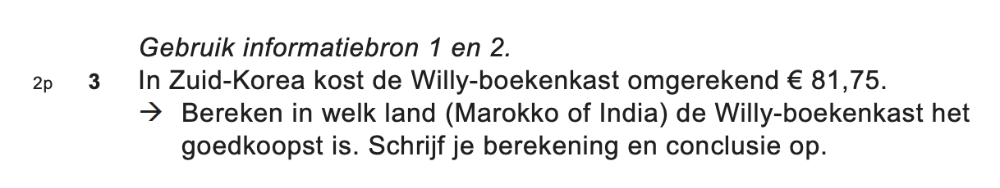 Gebruik informatiebron 1 en 2.
2p 3 In Zuid-Korea kost de Willy-boekenkast omgerekend € 81,75.
→ Bereken in welk land (Marokko of India) de Willy-boekenkast het
goedkoopst is. Schrijf je berekening en conclusie op.